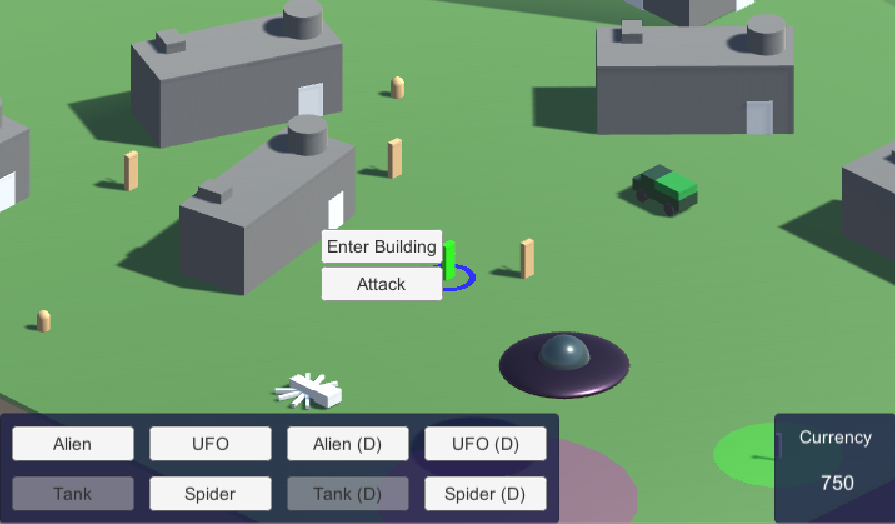 Enter Building
Attack
Alien UFO Alien (D) UFO (D)
Tank Spider Tank (D) Spider (D)
Currency
750